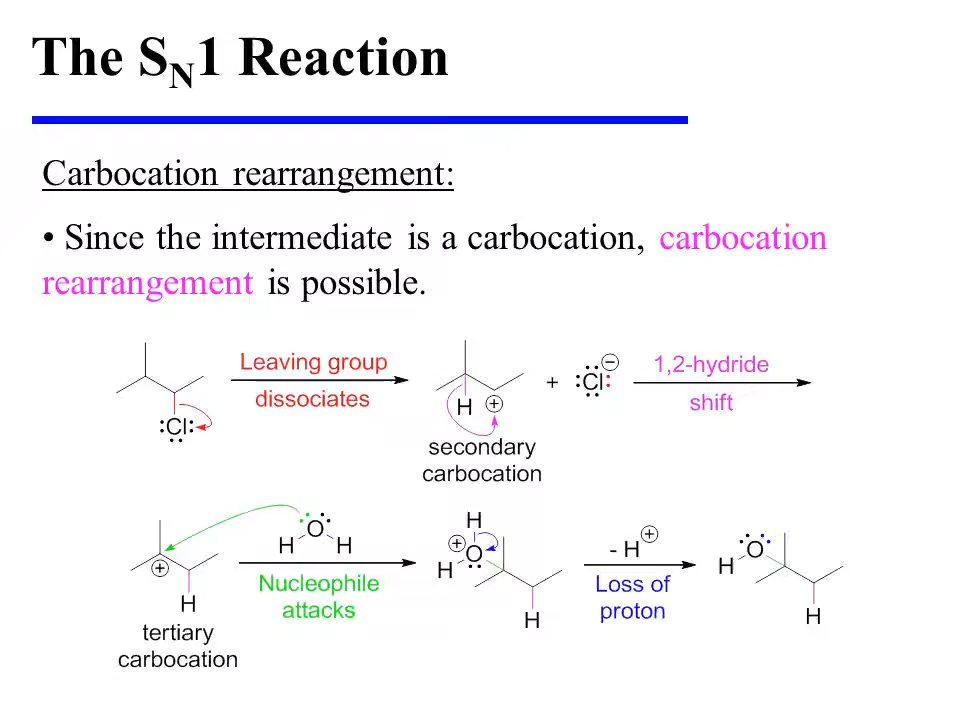 The SN1 Reaction
Carbocation rearrangement:
• Since the intermediate is a carbocation, carbocation
rearrangement is possible.
Leaving group
dissociates
Cl
H +
secondary
carbocation
+ Cl −
1,2-hydride
shift
+
H
tertiary
carbocation
O
H H
Nucleophile
attacks
H
+ O
H
H
- H +
Loss of
proton
O
H
H